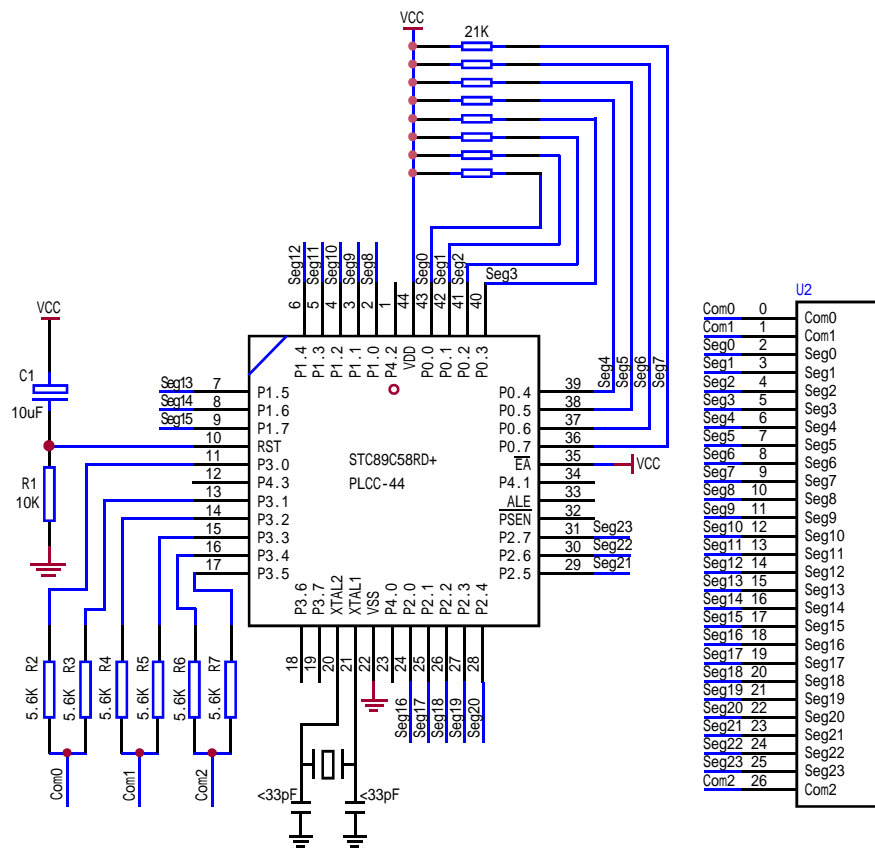 VCC
21K
Seg12
Seg11
Seg10
Seg9
Seg8
Seg0
Seg1
Seg2
Seg3
6
5
4
3
2
1
44
43
42
41
40
P1.4
P1.3
P1.2
P1.1
P1.0
P4.2
VDD
P0.0
P0.1
P0.2
P0.3
VCC
C1
10uF
R1
10K
Seg13 7 P1.5
Seg14 8 P1.6
Seg15 9 P1.7
10 RST
11 P3.0
12 P4.3
13 P3.1
14 P3.2
15 P3.3
16 P3.4
17 P3.5
STC89C58RD+
PLCC-44
Seg4
Seg5
Seg6
Seg7
P0.4 39
P0.5 38
P0.6 37
P0.7 36
EA 35 VCC
P4.1 34
ALE 33
PSEN 32
P2.7 31 Seg23
P2.6 30 Seg22
P2.5 29 Seg21
P3.6
P3.7
XTAL2
XTAL1
VSS
P4.0
P2.0
P2.1
P2.2
P2.3
P2.4
18
19
20
21
22
23
24
25
26
27
28
Seg16
Seg17
Seg18
Seg19
Seg20
5.6K R2
5.6K R3
5.6K R4
5.6K R5
5.6K R6
5.6K R7
Com0
Com1
Com2
<33pF
<33pF
U2
Com0 0 Com0
Com1 1 Com1
Seg0 2 Seg0
Seg1 3 Seg1
Seg2 4 Seg2
Seg3 5 Seg3
Seg4 6 Seg4
Seg5 7 Seg5
Seg6 8 Seg6
Seg7 9 Seg7
Seg8 10 Seg8
Seg9 11 Seg9
Seg10 12 Seg10
Seg11 13 Seg11
Seg12 14 Seg12
Seg13 15 Seg13
Seg14 16 Seg14
Seg15 17 Seg15
Seg16 18 Seg16
Seg17 19 Seg17
Seg18 20 Seg18
Seg19 21 Seg19
Seg20 22 Seg20
Seg21 23 Seg21
Seg22 24 Seg22
Seg23 25 Seg23
Com2 26 Com2